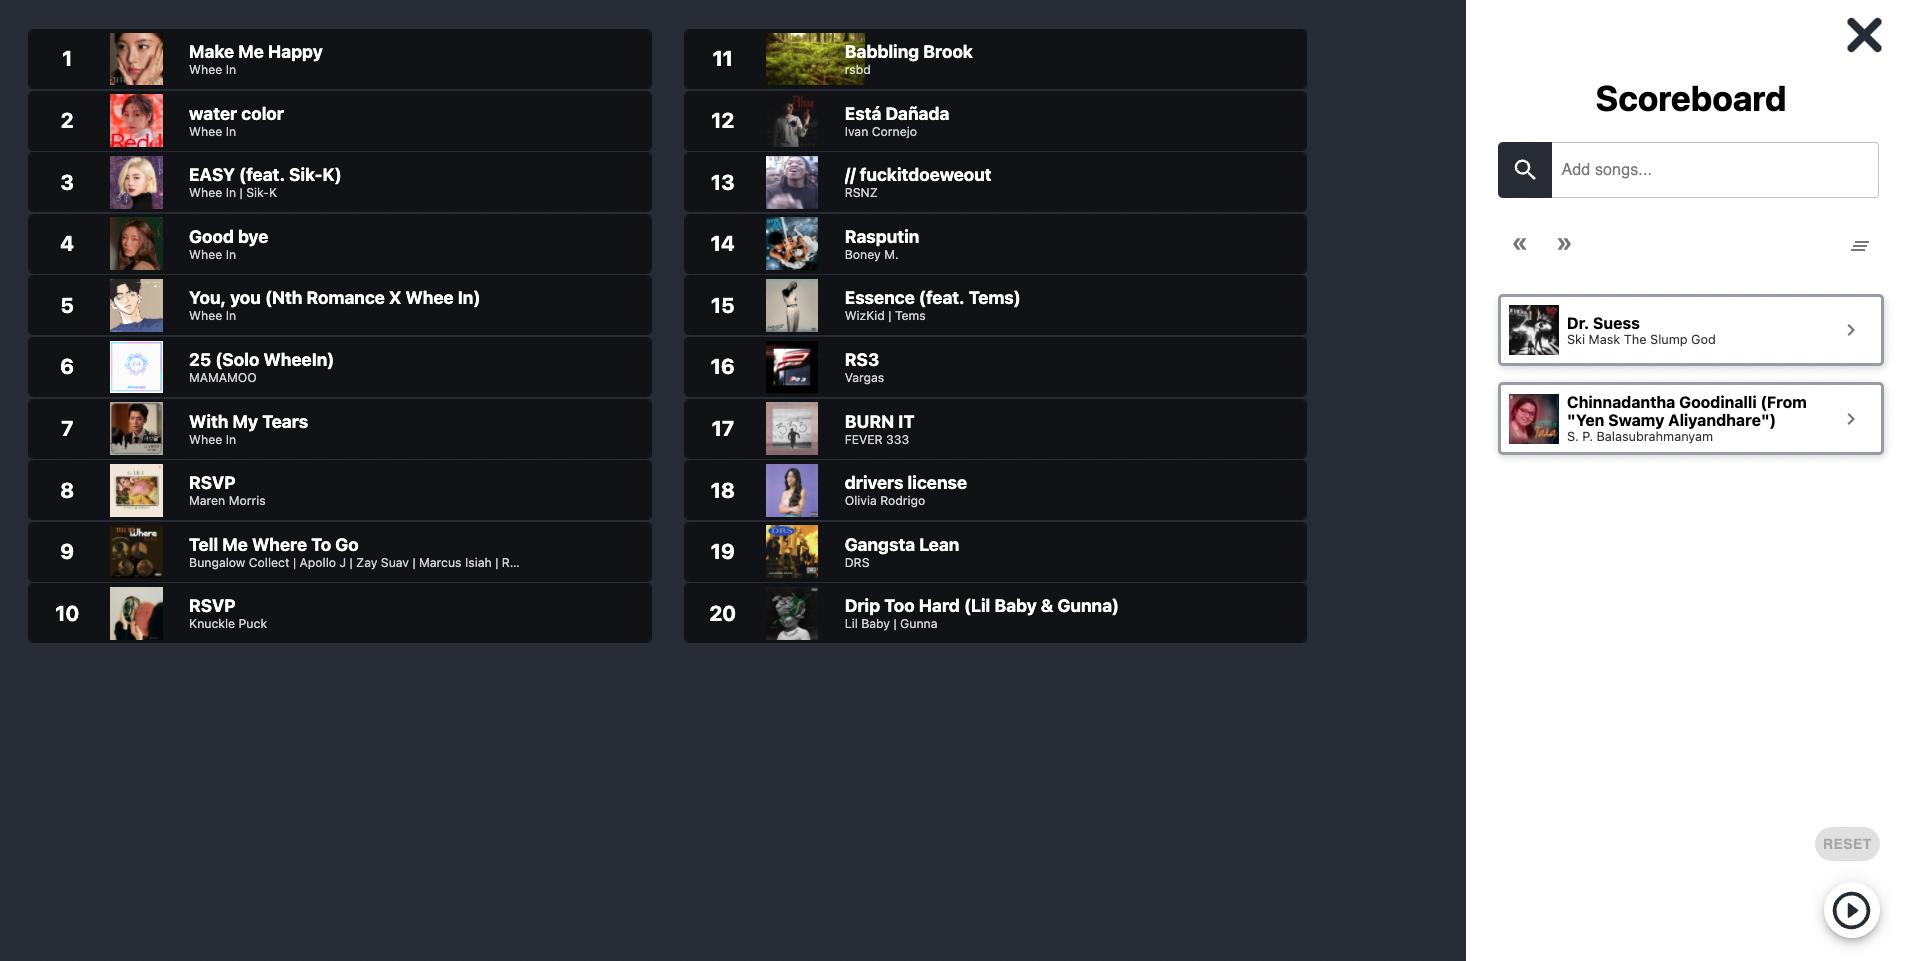 1
Make Me Happy
Whee In
2
water color
Whee In
3
EASY (feat. Sik-K)
Whee In | Sik-K
4
Good bye
Whee In
5
You, you (Nth Romance X Whee In)
Whee In
6
25 (Solo WheeIn)
MAMAMOO
7
With My Tears
Whee In
8
RSVP
Maren Morris
9
Tell Me Where To Go
Bungalow Collect | Apollo J | Zay Suav | Marcus Isiah | R...
10
RSVP
Knuckle Puck
11
Babbling Brook
rsbd
12
Está Dañada
Ivan Cornejo
13
// fuckitdoeweout
RSNZ
14
Rasputin
Boney M.
15
Essence (feat. Tems)
WizKid | Tems
16
RS3
Vargas
17
BURN IT
FEVER 333
18
drivers license
Olivia Rodrigo
19
DRS
Gangsta Lean
DRS
20
Drip Too Hard (Lil Baby & Gunna)
Lil Baby | Gunna
Scoreboard
Add songs...
Dr. Suess
Ski Mask The Slump God
Chinnadantha Goodinalli (From
"Yen Swamy Aliyandhare")
S. P. Balasubrahmanyam
RESET